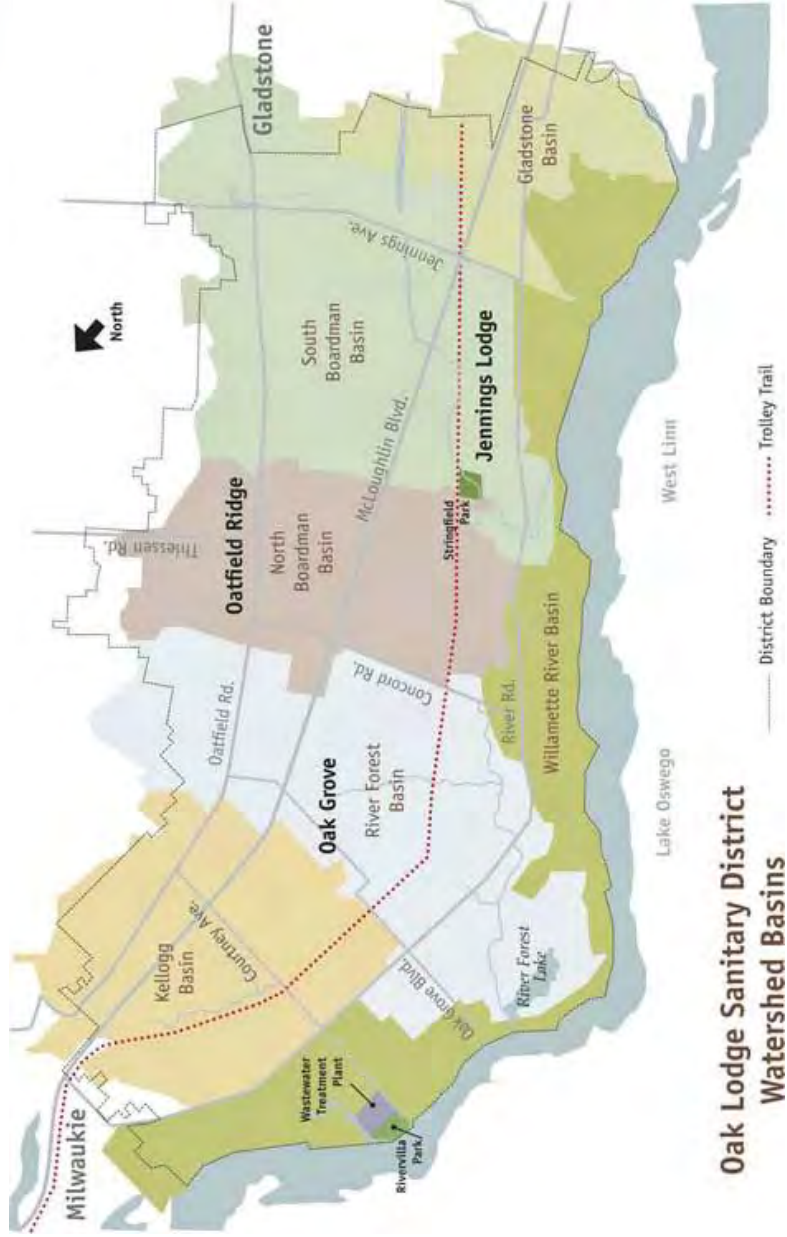 Milwaukie
Kellogg
Basin
Courtney Ave.
Wastewater
Treatment
Plant
Rivervilla
Park
Oak Grove Blvd.
River Forest
Lake
Oatfield Rd.
Oak Grove
River Forest
Basin
Concord Rd.
River Rd.
Willamette River Basin
Thiessen Rd.
Oatfield Ridge
North
Boardman
Basin
McLoughlin Blvd.
Stringfield
Park
Jennings Lodge
South
Boardman
Basin
Jennings Ave.
North
Gladstone
Gladstone
Basin
Lake Oswego
West Linn
Oak Lodge Sanitary District
Watershed Basins
District Boundary
Trolley Trail